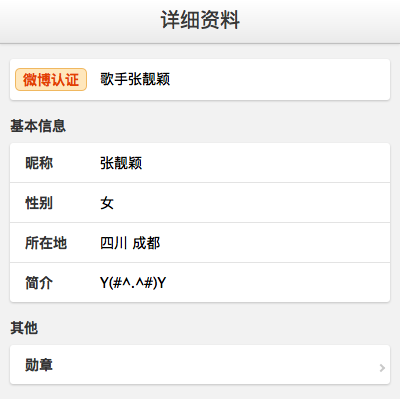 详细资料
微博认证 歌手张靓颖
基本信息
昵称 张靓颖
性别 女
所在地 四川 成都
简介 Y(#^.^#)Y
其他
勋章